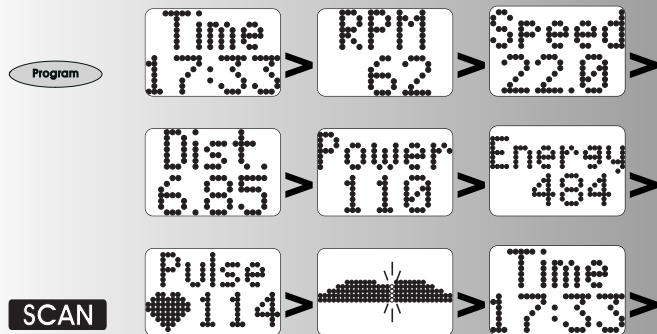 Program
Time
17:33
>
RPM
62
>
Speed
22.0
>
Dist.
6.85
>
Power
110
>
Energy
484
>
SCAN
Pulse
114
>
>
Time
17:33
>